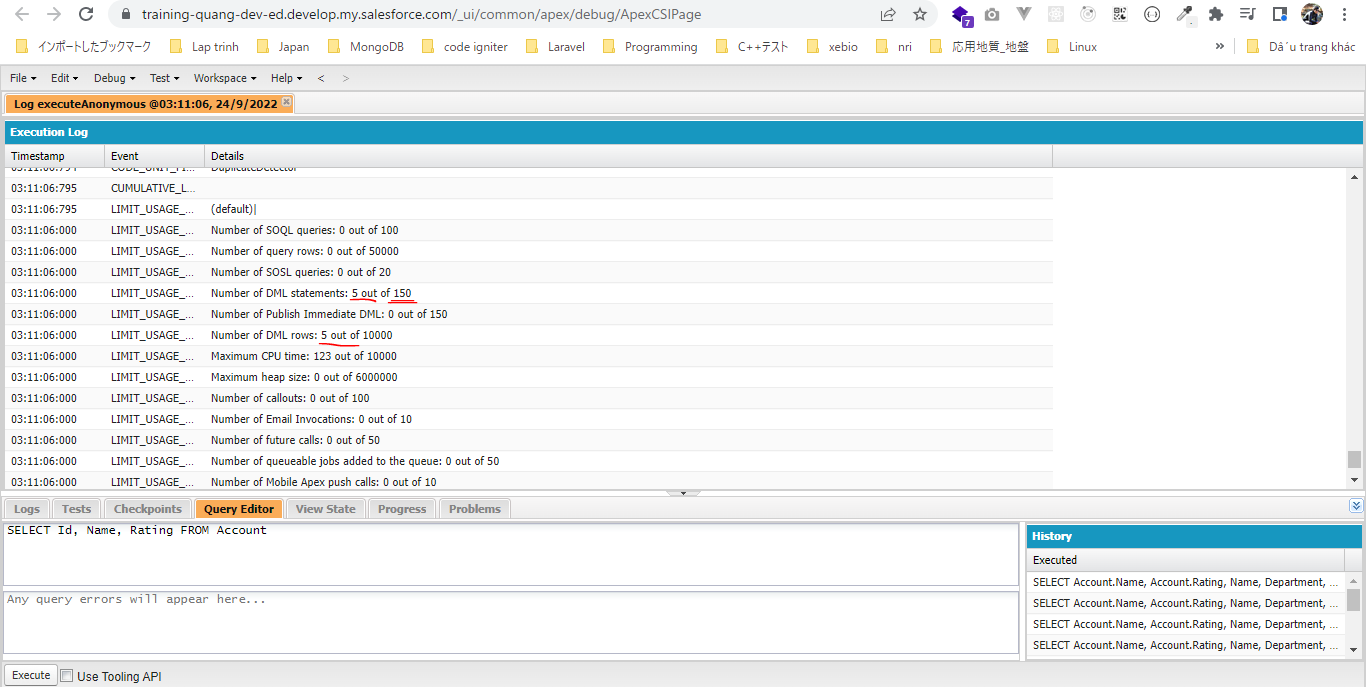 training-quang-dev-ed.develop.my.salesforce.com/_ui/common/apex/debug/ApexCSIPage
7
インポートしたブックマーク Lap trinh Japan MongoDB code igniter Laravel Programming C++テスト xebio nri 応用地質_地盤 Linux » Dấu trang khác
File Edit Debug Test Workspace Help < >
Log executeAnonymous @03:11:06, 24/9/2022
Execution Log
Timestamp Event Details
03:11:06:794 CODE_UNIT_FI... DuplicateDetector
03:11:06:795 CUMULATIVE_L...
03:11:06:795 LIMIT_USAGE_... (default)|
03:11:06:000 LIMIT_USAGE_... Number of SOQL queries: 0 out of 100
03:11:06:000 LIMIT_USAGE_... Number of query rows: 0 out of 50000
03:11:06:000 LIMIT_USAGE_... Number of SOSL queries: 0 out of 20
03:11:06:000 LIMIT_USAGE_... Number of DML statements: 5 out of 150
03:11:06:000 LIMIT_USAGE_... Number of Publish Immediate DML: 0 out of 150
03:11:06:000 LIMIT_USAGE_... Number of DML rows: 5 out of 10000
03:11:06:000 LIMIT_USAGE_... Maximum CPU time: 123 out of 10000
03:11:06:000 LIMIT_USAGE_... Maximum heap size: 0 out of 6000000
03:11:06:000 LIMIT_USAGE_... Number of callouts: 0 out of 100
03:11:06:000 LIMIT_USAGE_... Number of Email Invocations: 0 out of 10
03:11:06:000 LIMIT_USAGE_... Number of future calls: 0 out of 50
03:11:06:000 LIMIT_USAGE_... Number of queueable jobs added to the queue: 0 out of 50
03:11:06:000 LIMIT_USAGE_... Number of Mobile Apex push calls: 0 out of 10
Logs Tests Checkpoints Query Editor View State Progress Problems
SELECT Id, Name, Rating FROM Account
Any query errors will appear here...
History
Executed
SELECT Account.Name, Account.Rating, Name, Department, ...
SELECT Account.Name, Account.Rating, Name, Department, ...
SELECT Account.Name, Account.Rating, Name, Department, ...
SELECT Account.Name, Account.Rating, Name, Department, ...
Execute Use Tooling API